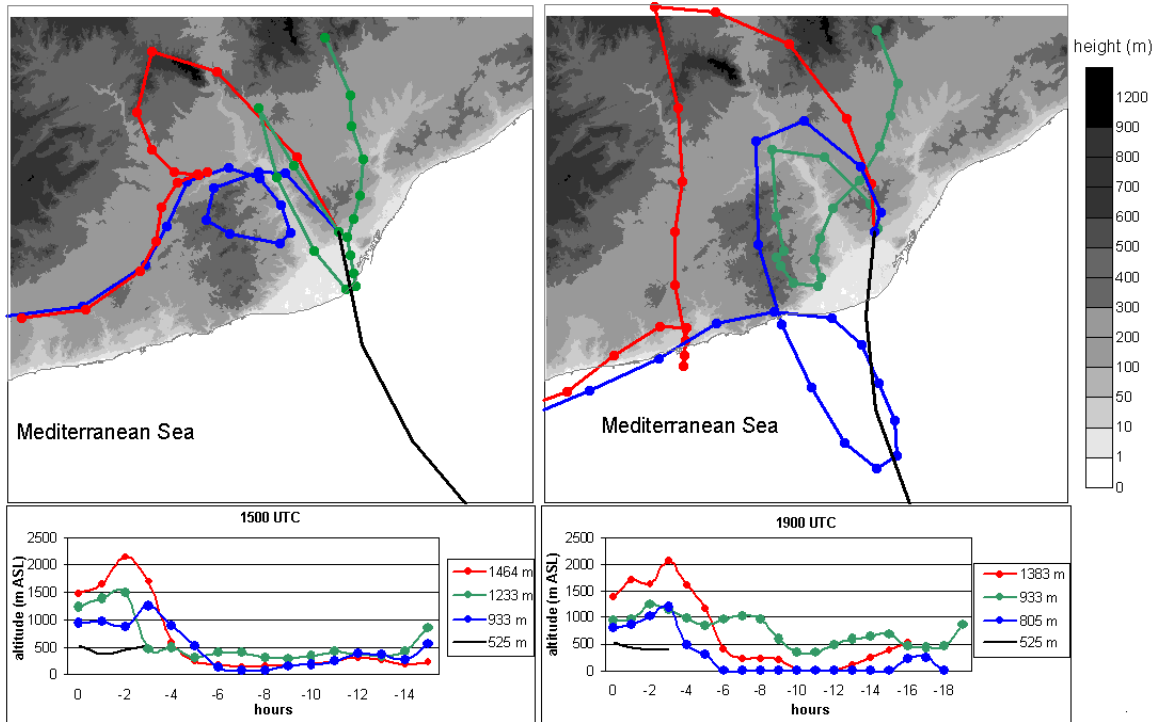 height (m)
1200
900
800
700
600
500
400
300
200
100
50
10
1
0
Mediterranean Sea
Mediterranean Sea
1500 UTC
altitude (m ASL)
2500
2000
1500
1000
500
0
0 -2 -4 -6 -8 -10 -12 -14
hours
1464 m
1233 m
933 m
525 m
1900 UTC
altitude (m ASL)
2500
2000
1500
1000
500
0
0 -2 -4 -6 -8 -10 -12 -14 -16 -18
hours
1383 m
933 m
805 m
525 m